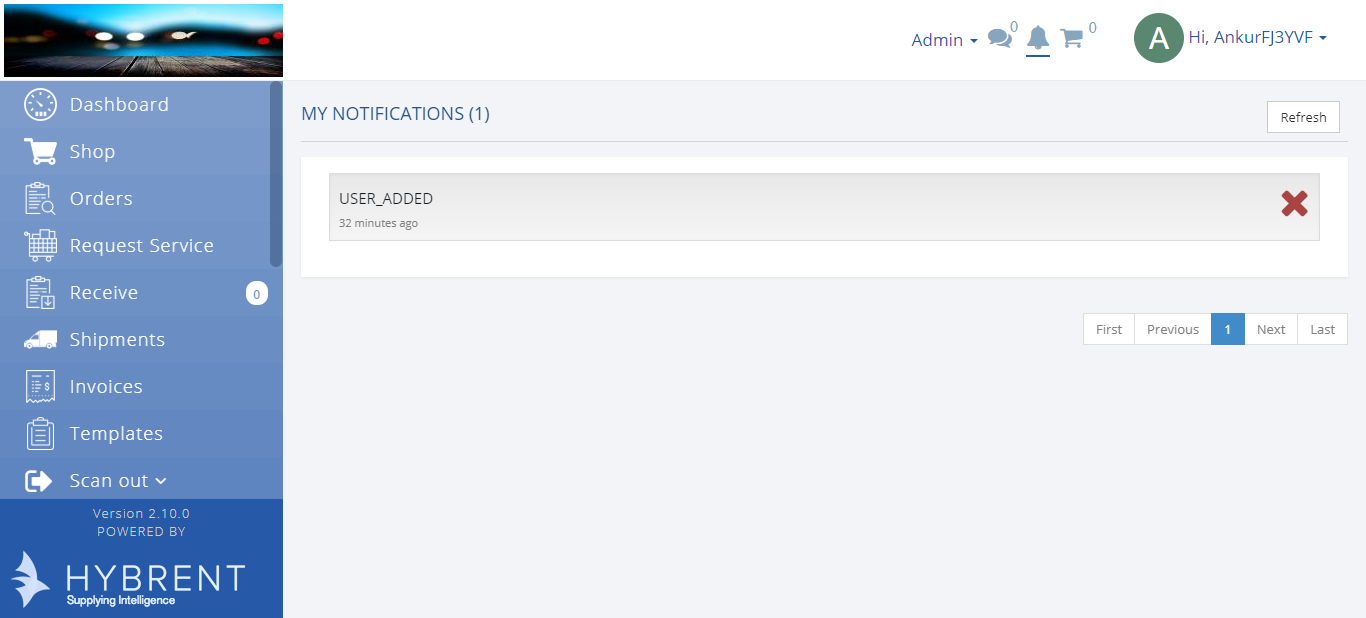 Admin
0
0
A
Hi, AnkurFJ3YVF
Dashboard
Shop
Orders
Request Service
Receive
0
Shipments
Invoices
Templates
Scan out
Version 2.10.0
POWERED BY
HYBRENT
Supplying Intelligence
MY NOTIFICATIONS (1)
Refresh
USER_ADDED
32 minutes ago
First
Previous
1
Next
Last